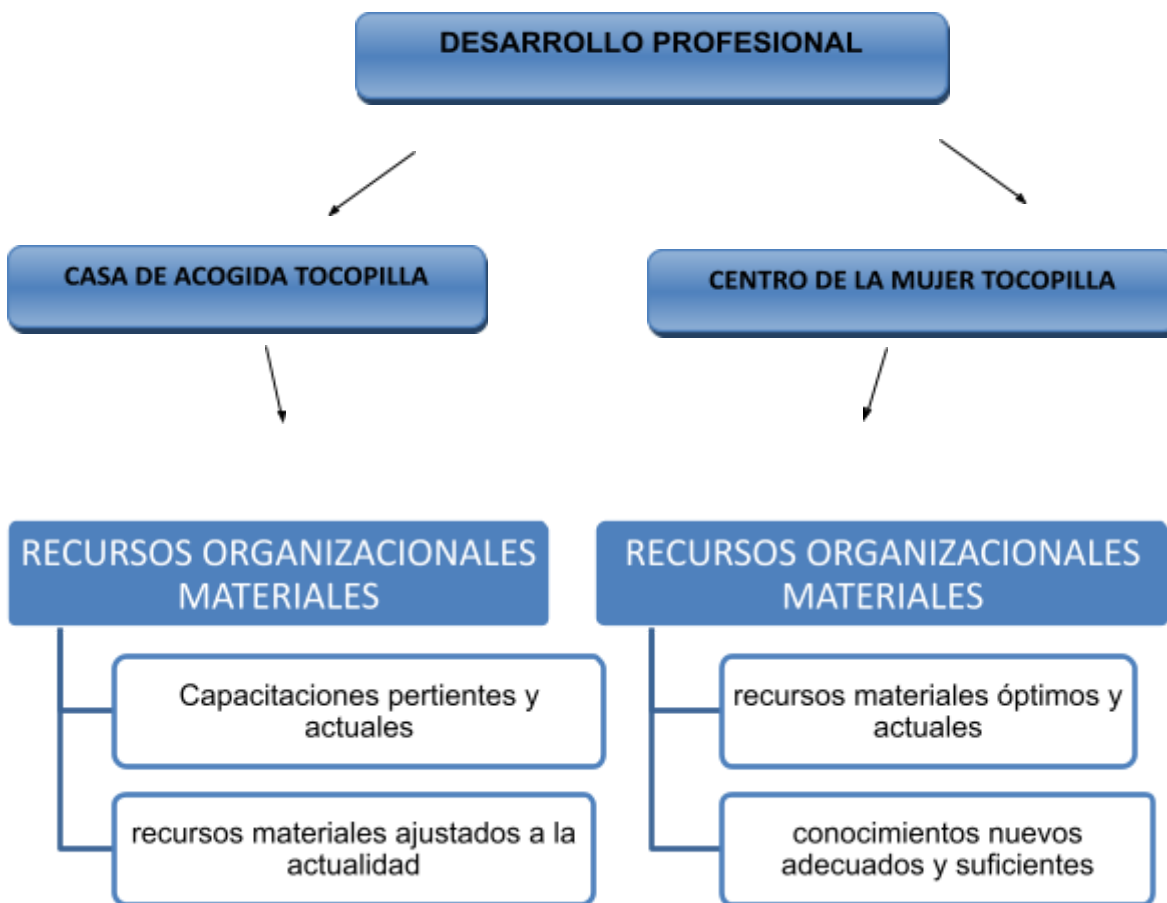 DESARROLLO PROFESIONAL
CASA DE ACOGIDA TOCOPILLA
CENTRO DE LA MUJER TOCOPILLA
RECURSOS ORGANIZACIONALES
MATERIALES
Capacitaciones pertientes y
actuales
recursos materiales ajustados a la
actualidad
RECURSOS ORGANIZACIONALES
MATERIALES
recursos materiales óptimos y
actuales
conocimientos nuevos
adecuados y suficientes